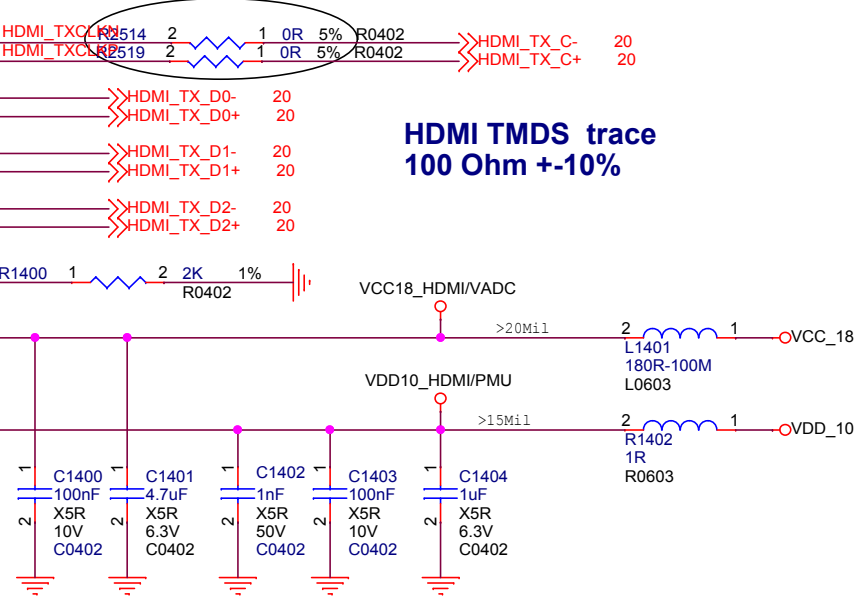 HDMI_TXCLKN R2514 2 1 0R 5% R0402 HDMI_TX_C- 20
HDMI_TXCLKP R2519 2 1 0R 5% R0402 HDMI_TX_C+ 20
HDMI_TX_D0- 20
HDMI_TX_D0+ 20
HDMI TMDS trace
100 Ohm +-10%
HDMI_TX_D1- 20
HDMI_TX_D1+ 20
HDMI_TX_D2- 20
HDMI_TX_D2+ 20
R1400 1 2 2K 1%
R0402
VCC18_HDMI/VADC
>20Mil
2 1 VCC_18
L1401
180R-100M
L0603
VDD10_HDMI/PMU
>15Mil
2 1 VDD_10
R1402
1R
R0603
1 2
C1400
100nF
X5R
10V
C0402
1 2
C1401
4.7uF
X5R
6.3V
C0402
1 2
C1402
1nF
X5R
50V
C0402
1 2
C1403
100nF
X5R
10V
C0402
1 2
C1404
1uF
X5R
6.3V
C0402